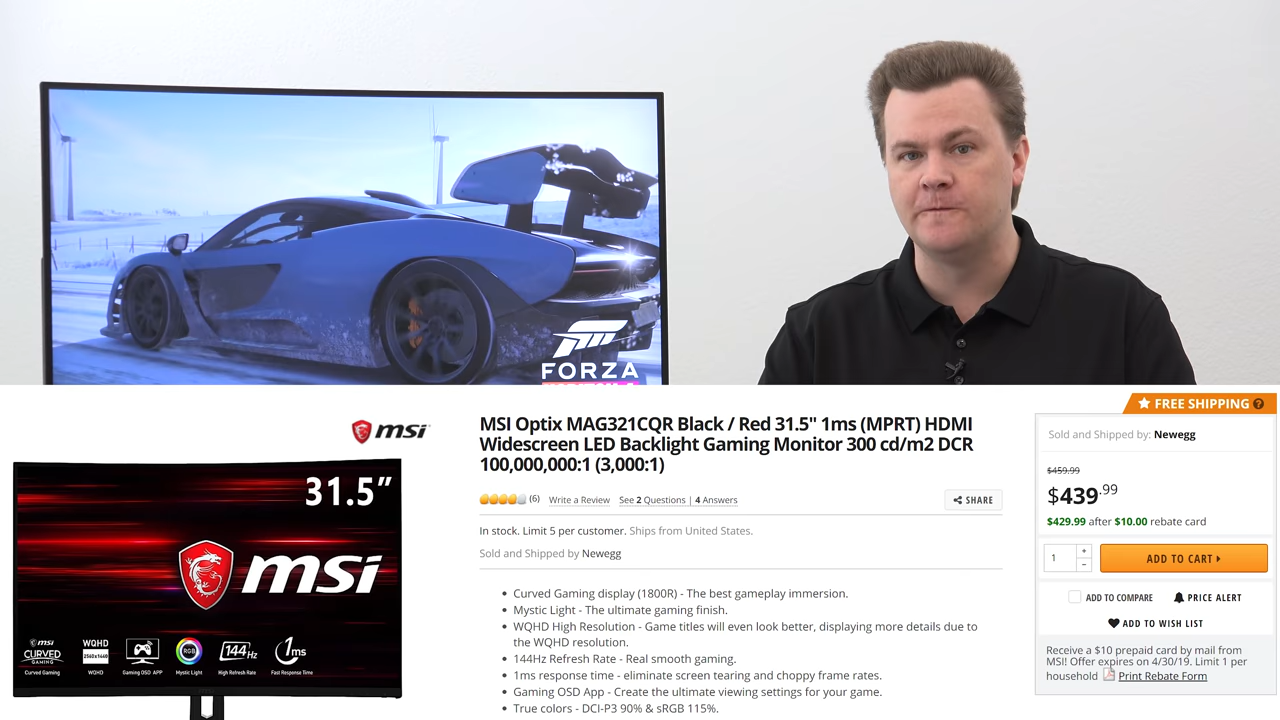 FORZA
FREE SHIPPING ?
msi
31.5"
msi
msi
CURVED
GAMING
WQHD
2560x1440
RGB
144Hz
1ms
Curved Gaming
WQHD
Gaming OSD App
Mystic Light
High Refresh Rate
Fast Response Time
MSI Optix MAG321CQR Black / Red 31.5" 1ms (MPRT) HDMI
Widescreen LED Backlight Gaming Monitor 300 cd/m2 DCR
100,000,000:1 (3,000:1)
(6) Write a Review See 2 Questions | 4 Answers
SHARE
In stock. Limit 5 per customer. Ships from United States.
Sold and Shipped by Newegg
• Curved Gaming display (1800R) - The best gameplay immersion.
• Mystic Light - The ultimate gaming finish.
• WQHD High Resolution - Game titles will even look better, displaying more details due to
the WQHD resolution.
• 144Hz Refresh Rate - Real smooth gaming.
• 1ms response time - eliminate screen tearing and choppy frame rates.
• Gaming OSD App - Create the ultimate viewing settings for your game.
• True colors - DCI-P3 90% & sRGB 115%.
Sold and Shipped by: Newegg
$459.99
$439.99
$429.99 after $10.00 rebate card
1 + −
ADD TO CART
ADD TO COMPARE
PRICE ALERT
ADD TO WISH LIST
Receive a $10 prepaid card by mail from
MSI! Offer expires on 4/30/19. Limit 1 per
household Print Rebate Form